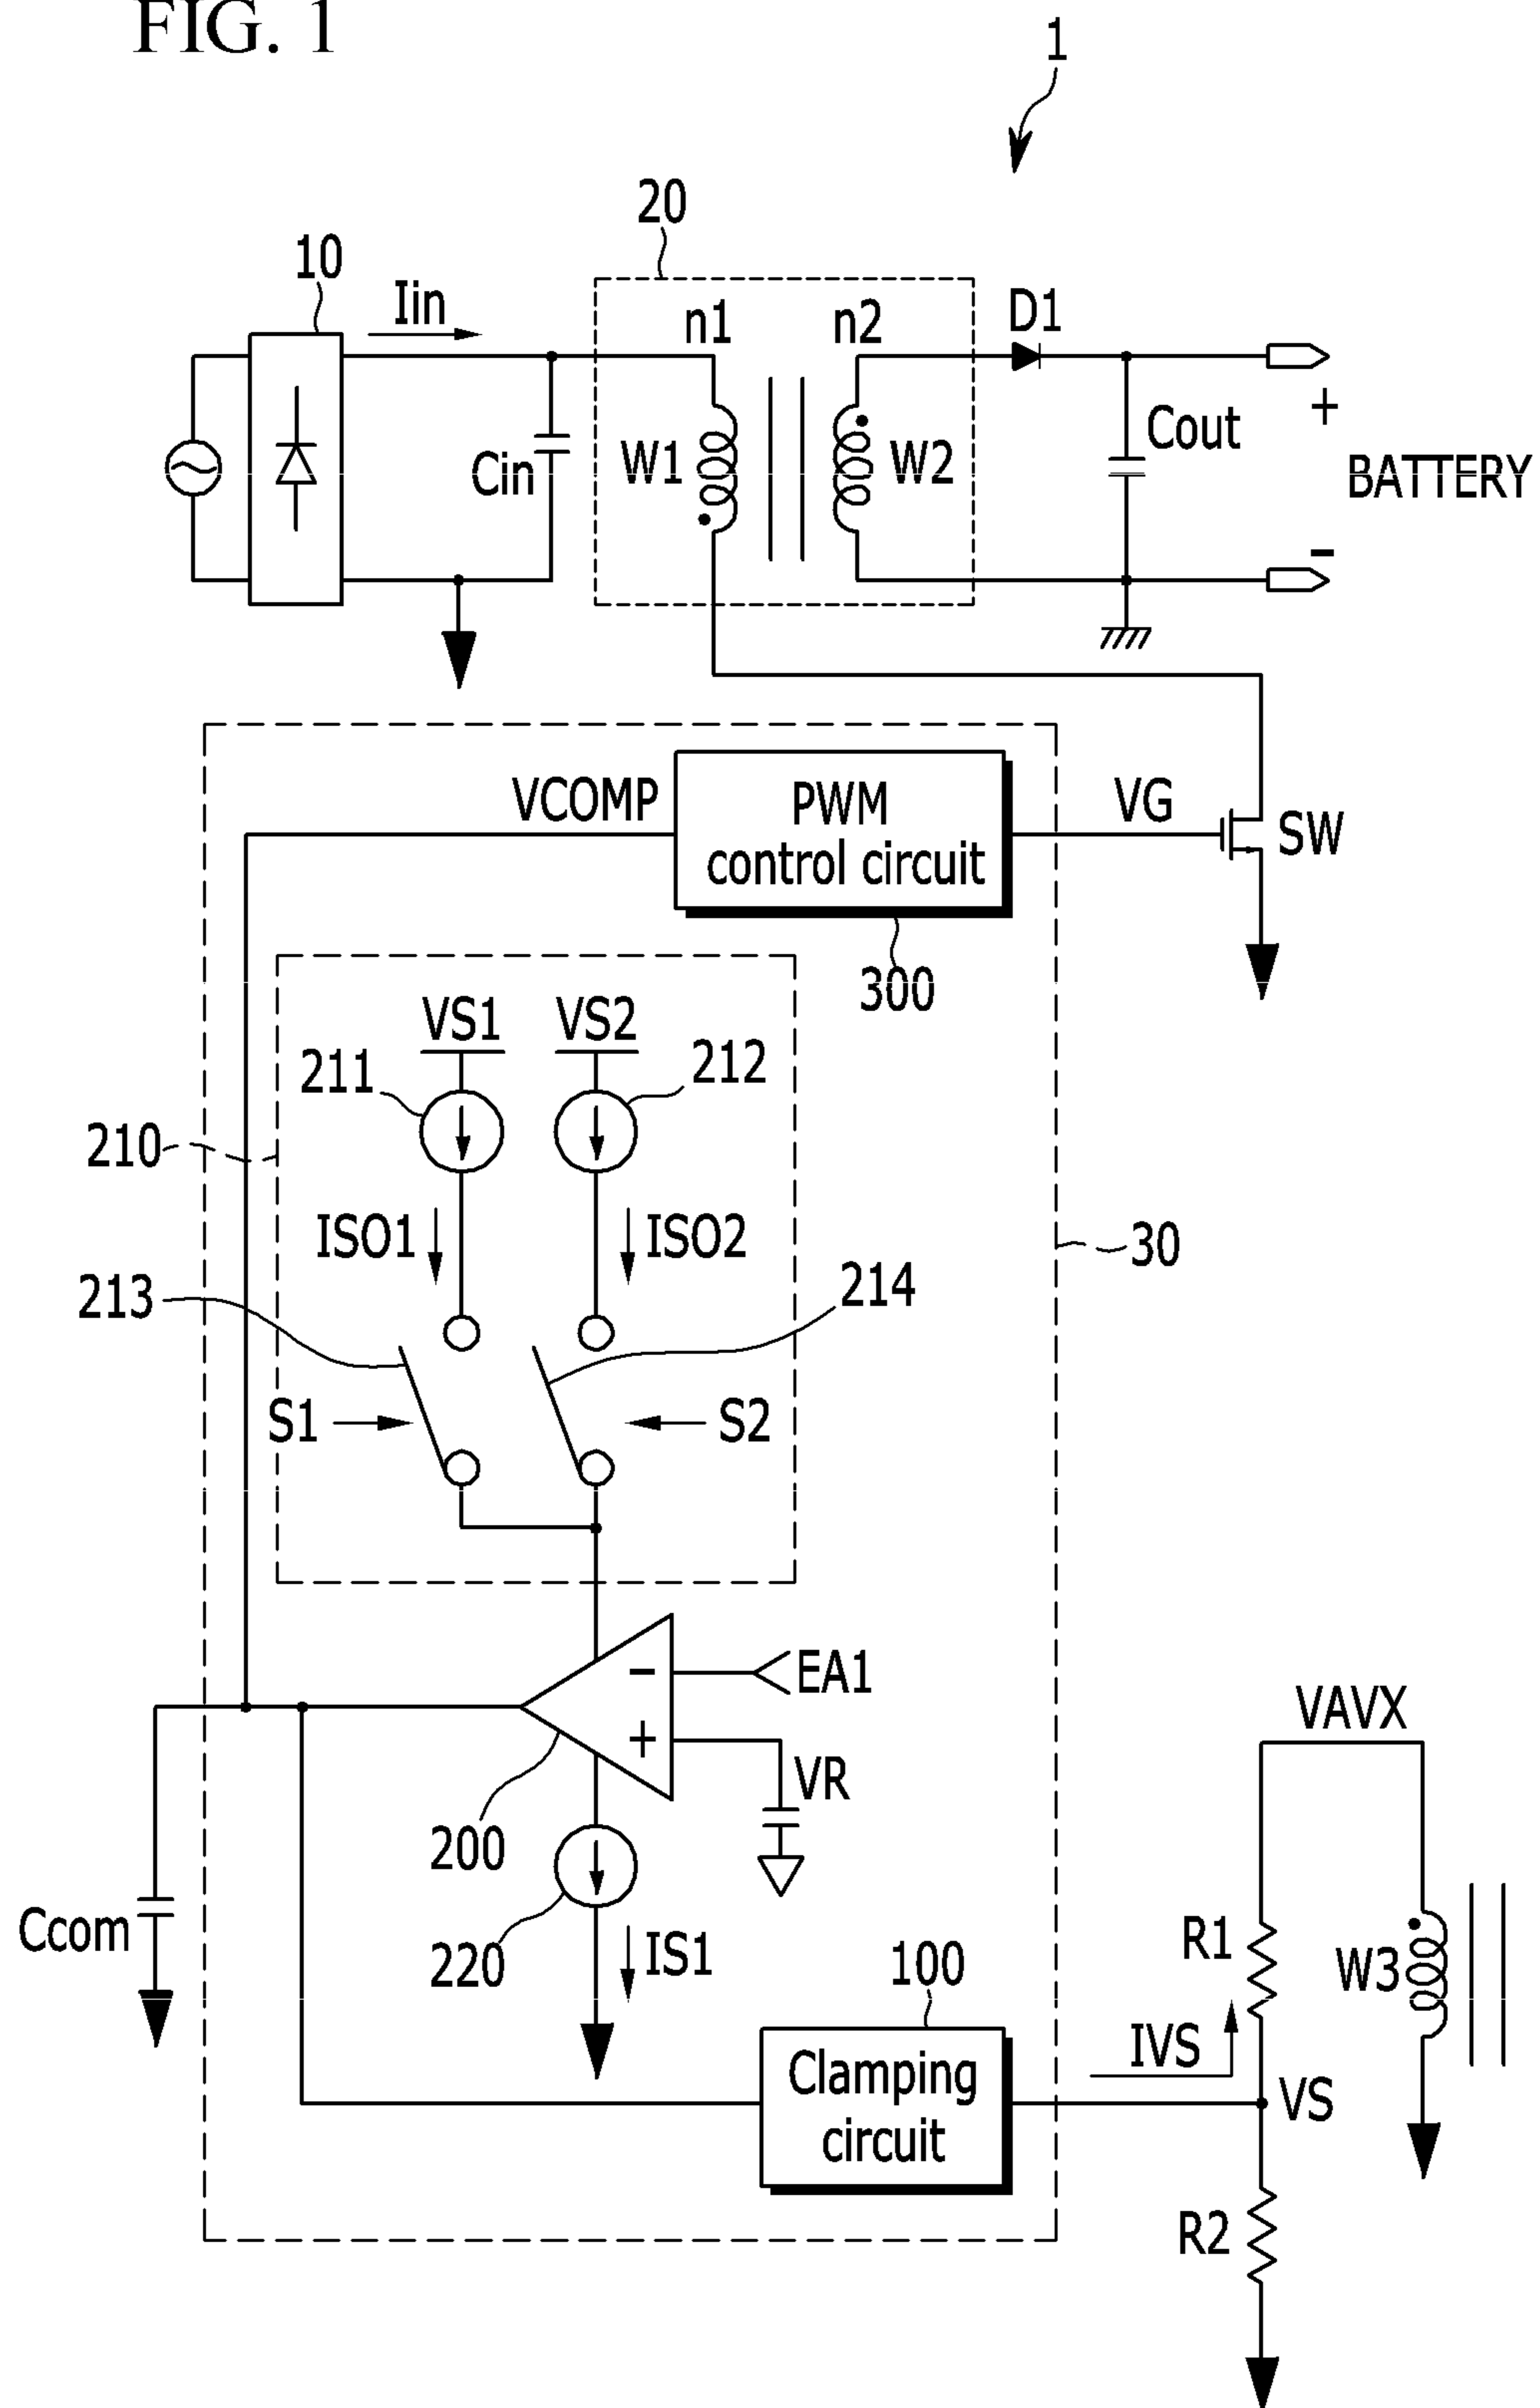 FIG. 1
1
20
10
Iin
n1
n2
D1
Cin
W1
W2
Cout
+
BATTERY
-
VCOMP
PWM
control circuit
VG
SW
300
VS1
VS2
211
212
210
ISO1
ISO2
30
213
214
S1
S2
-
EA1
+
VR
VAVX
200
Ccom
220
IS1
100
R1
W3
IVS
Clamping
circuit
VS
R2